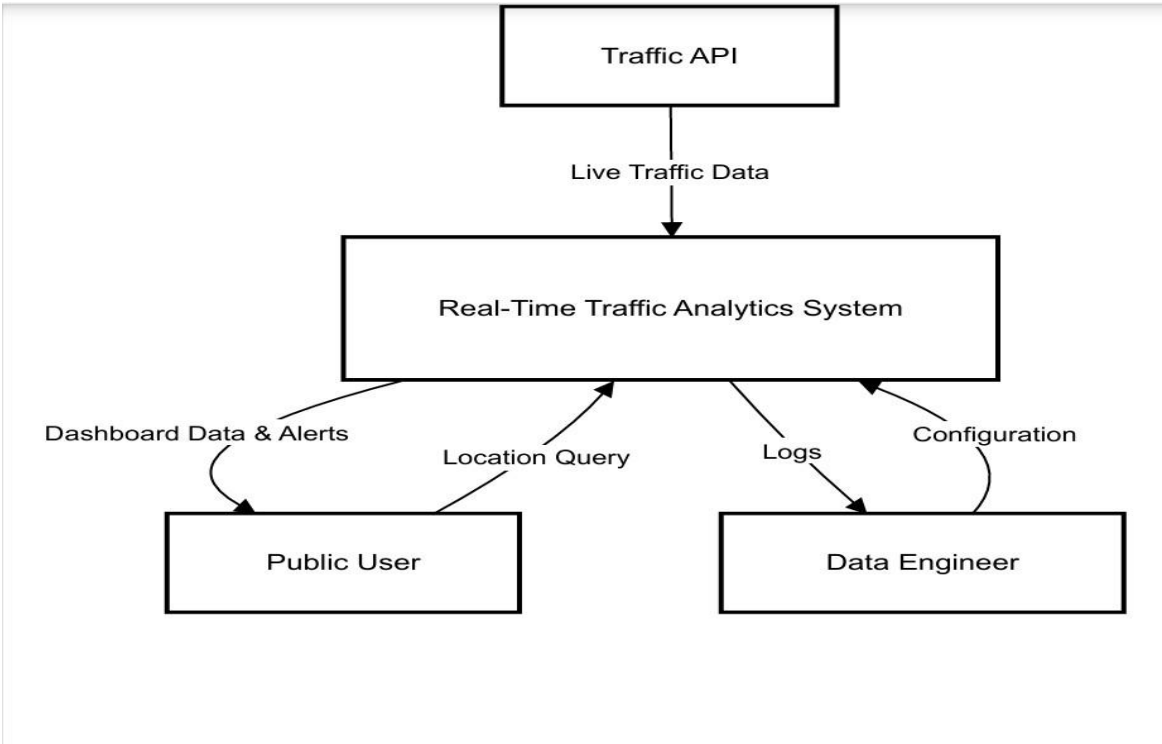 Traffic API
Live Traffic Data
Real-Time Traffic Analytics System
Dashboard Data & Alerts
Location Query
Logs
Configuration
Public User
Data Engineer